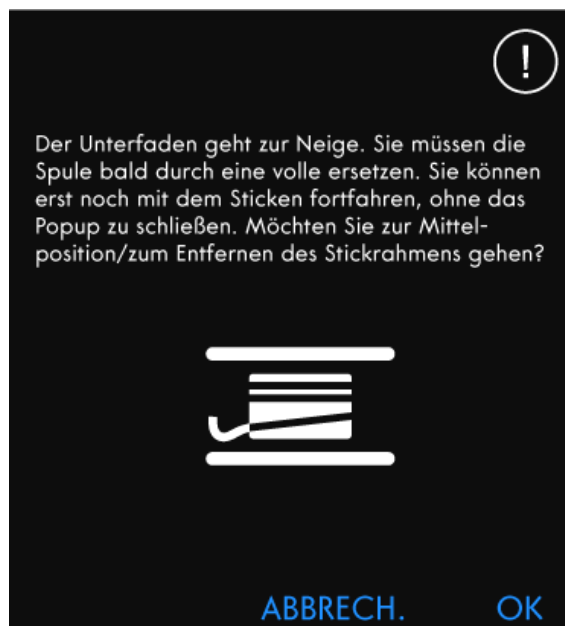 !
Der Unterfaden geht zur Neige. Sie müssen die
Spule bald durch eine volle ersetzen. Sie können
erst noch mit dem Sticken fortfahren, ohne das
Popup zu schließen. Möchten Sie zur Mittel-
position/zum Entfernen des Stickrahmens gehen?
ABBRECH. OK